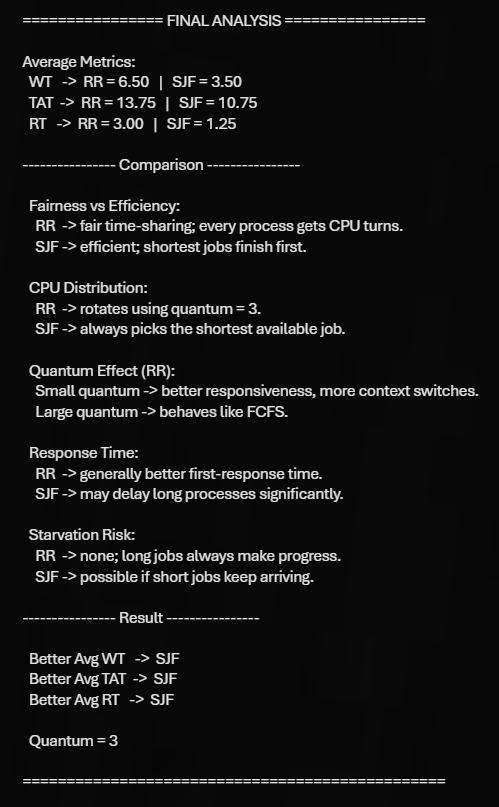 ================ FINAL ANALYSIS ================
Average Metrics:
WT -> RR = 6.50 | SJF = 3.50
TAT -> RR = 13.75 | SJF = 10.75
RT -> RR = 3.00 | SJF = 1.25
---------------- Comparison ----------------
Fairness vs Efficiency:
RR -> fair time-sharing; every process gets CPU turns.
SJF -> efficient; shortest jobs finish first.
CPU Distribution:
RR -> rotates using quantum = 3.
SJF -> always picks the shortest available job.
Quantum Effect (RR):
Small quantum -> better responsiveness, more context switches.
Large quantum -> behaves like FCFS.
Response Time:
RR -> generally better first-response time.
SJF -> may delay long processes significantly.
Starvation Risk:
RR -> none; long jobs always make progress.
SJF -> possible if short jobs keep arriving.
---------------- Result ----------------
Better Avg WT -> SJF
Better Avg TAT -> SJF
Better Avg RT -> SJF
Quantum = 3
================================================